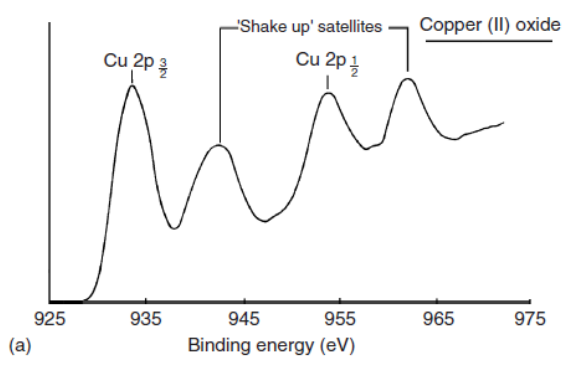 'Shake up' satellites
Copper (II) oxide
Cu 2p 3/2
Cu 2p 1/2
925 935 945 955 965 975
(a) Binding energy (eV)